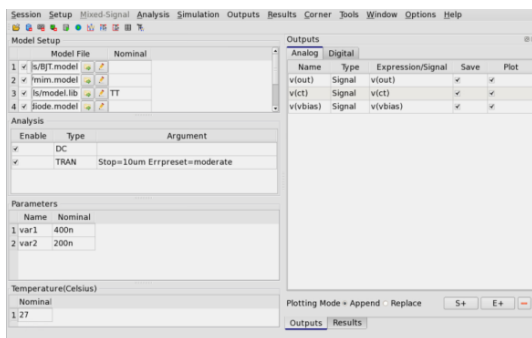 Session Setup Mixed-Signal Analysis Simulation Outputs Results Corner Tools Window Options Help
Model Setup
Model File Nominal
1 ls/BJT.model
2 /mim.model
3 ls/model.lib TT
4 diode.model
Analysis
Enable Type Argument
DC
TRAN Stop=10um Errpreset=moderate
Parameters
Name Nominal
1 var1 400n
2 var2 200n
Temperature(Celsius)
Nominal
1 27
Outputs
Analog Digital
Name Type Expression/Signal Save Plot
v(out) Signal v(out)
v(ct) Signal v(ct)
v(vbias) Signal v(vbias)
Plotting Mode Append Replace S+ E+
Outputs Results